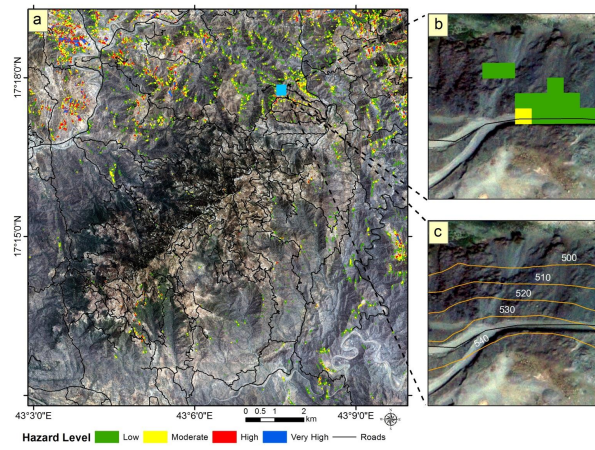 a
b
17°18'0"N
17°15'0"N
c
500
510
520
530
540
43°3'0"E
43°6'0"E
43°9'0"E
0 0.5 1 2
km
Hazard Level Low Moderate High Very High Roads